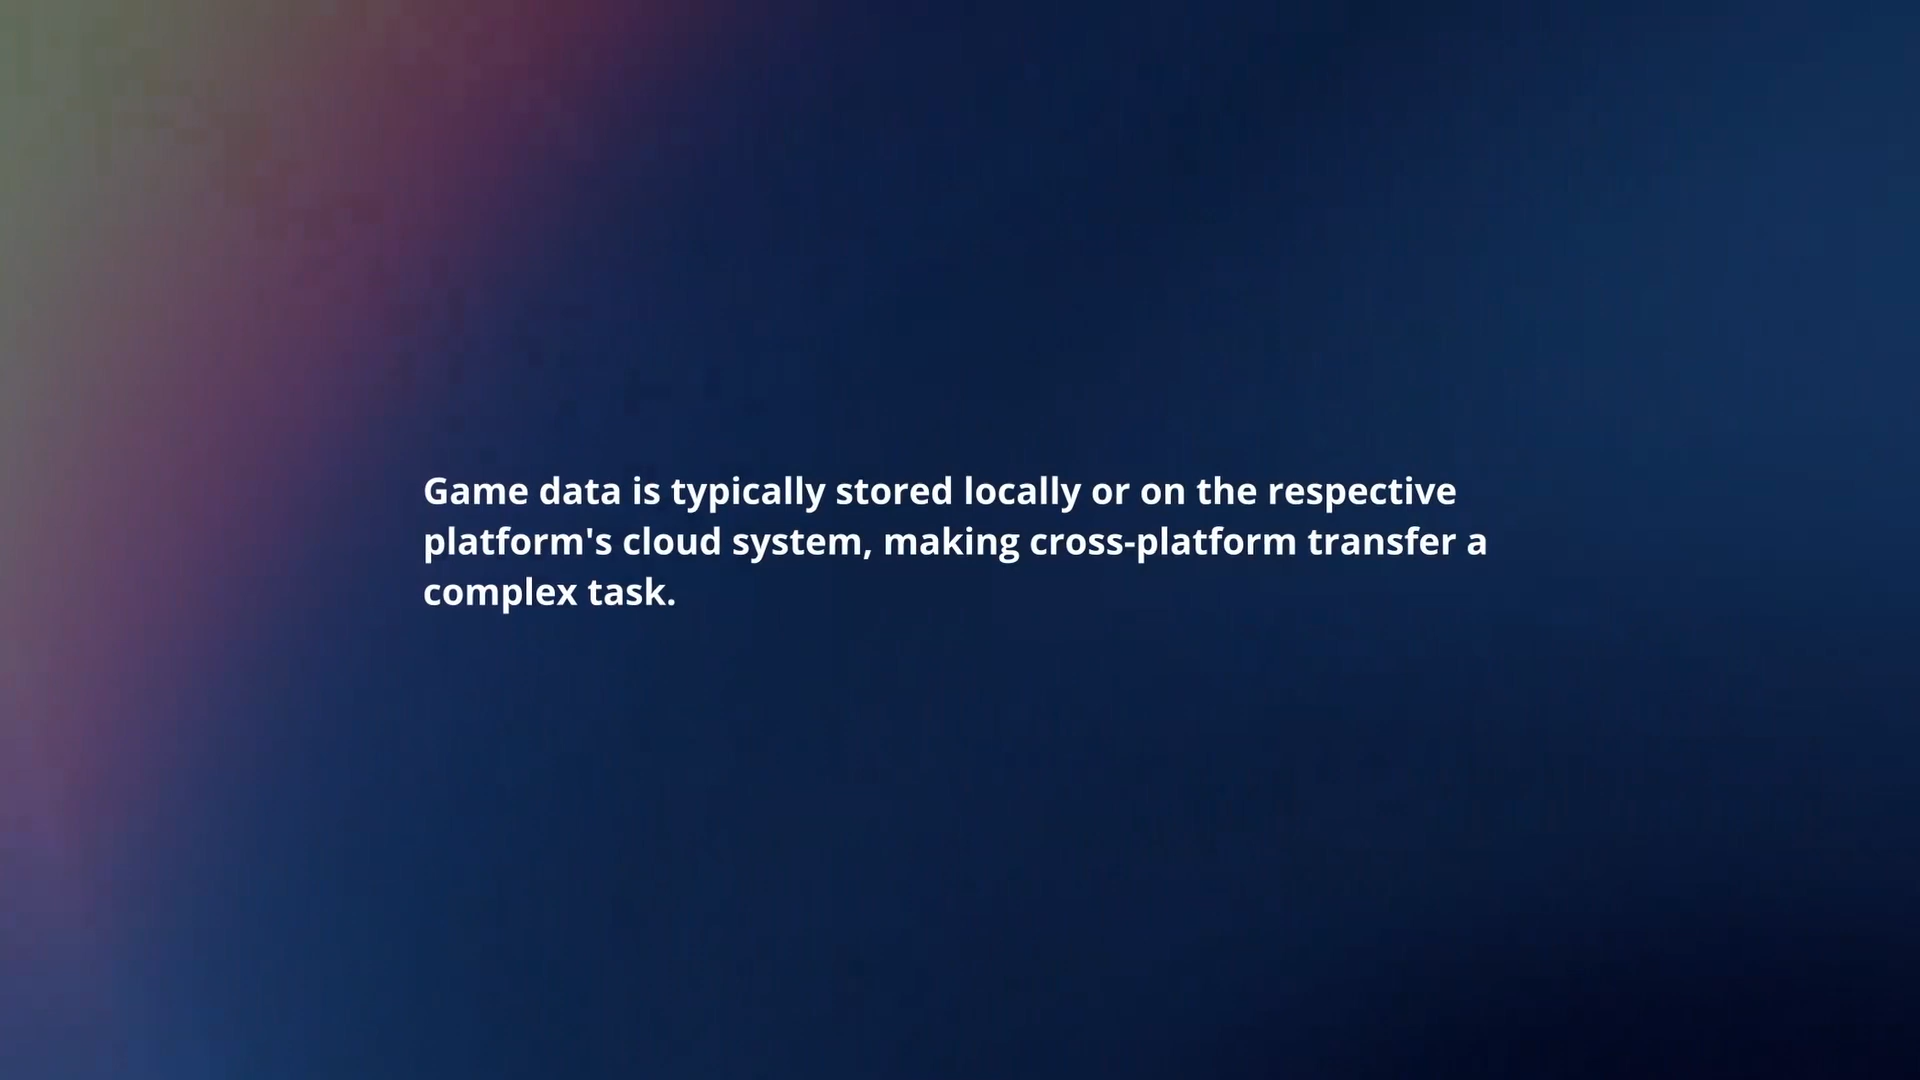 Game data is typically stored locally or on the respective
platform's cloud system, making cross-platform transfer a
complex task.